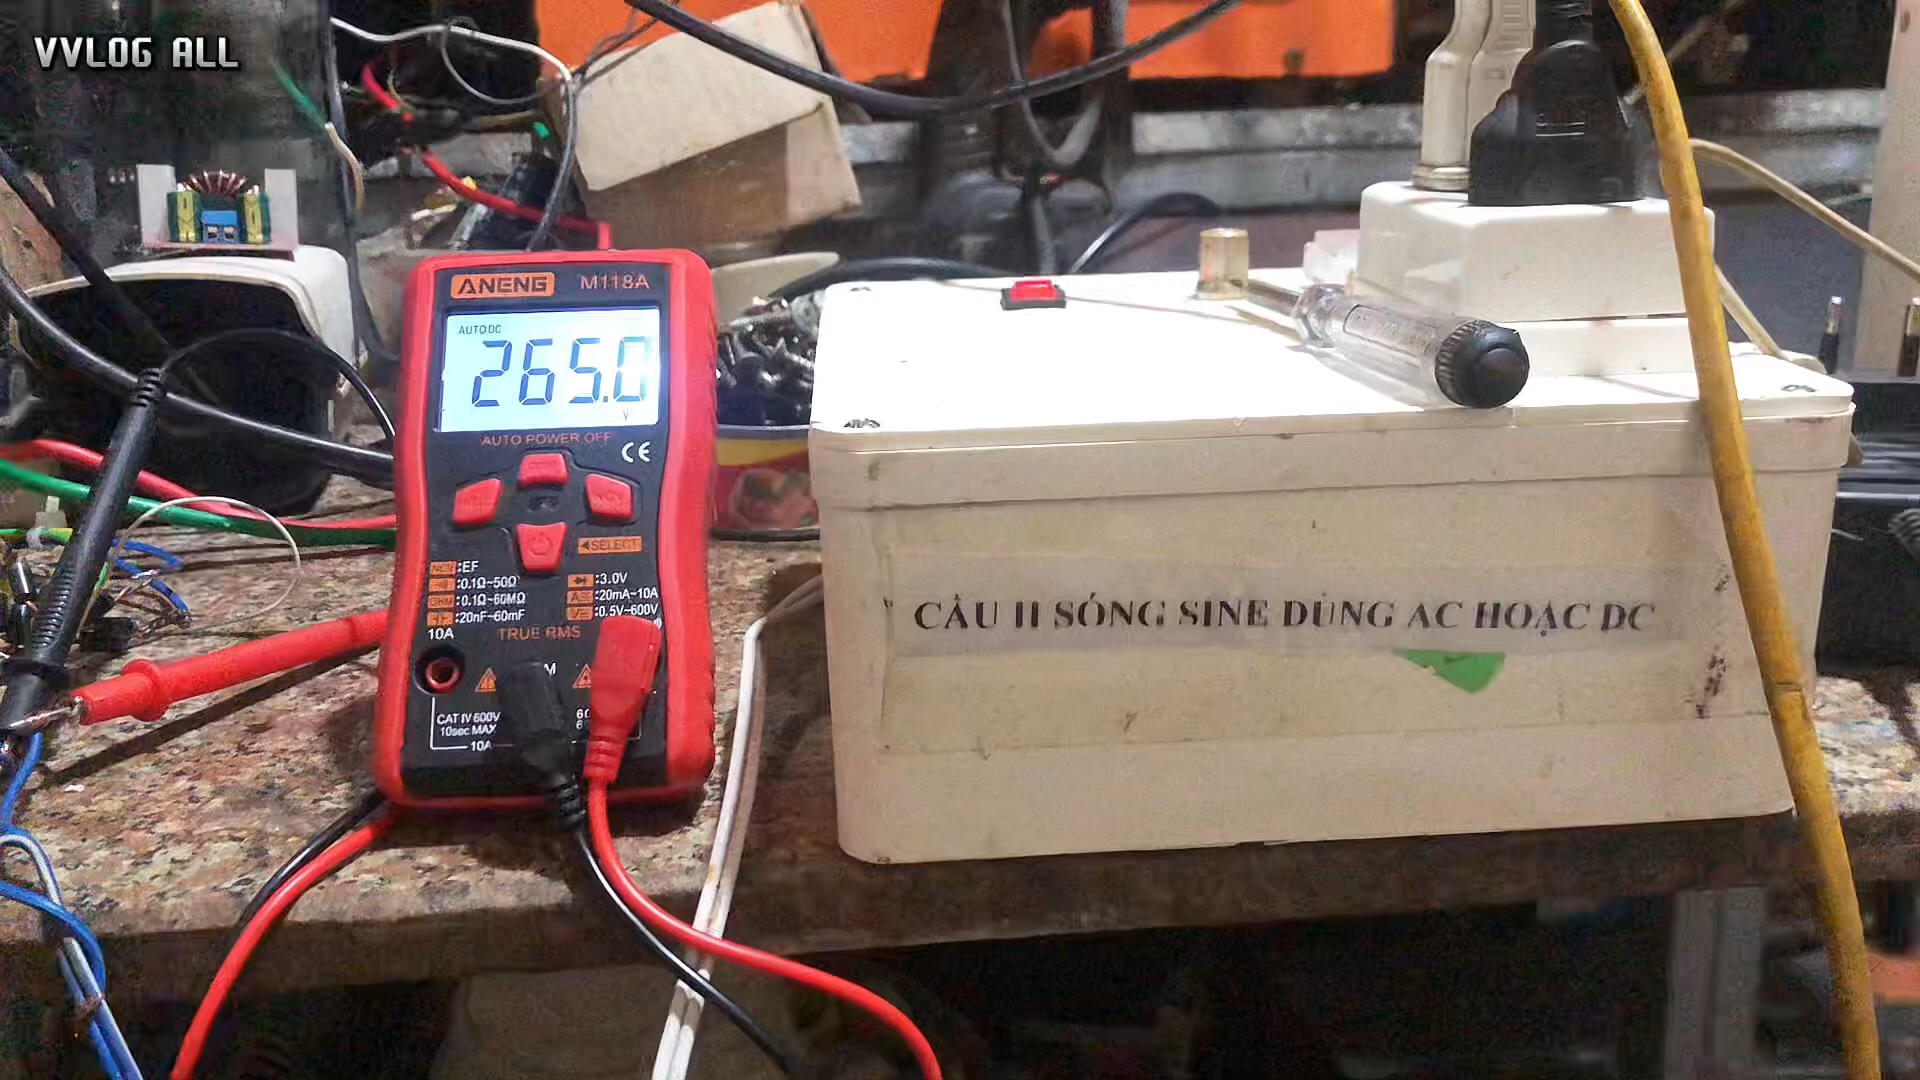 VVLOG ALL
ANENG M118A
AUTO DC
265.0
V
AUTO POWER OFF
CE
SELECT
:EF
:0.1Ω~50Ω
:3.0V
:0.1Ω~60MΩ
:20mA~10A
:20nF~60mF
:0.5V~600V
10A
TRUE RMS
CAT IV 600V
10sec MAX
10A
CẦU H SÓNG SINE DÙNG AC HOẶC DC